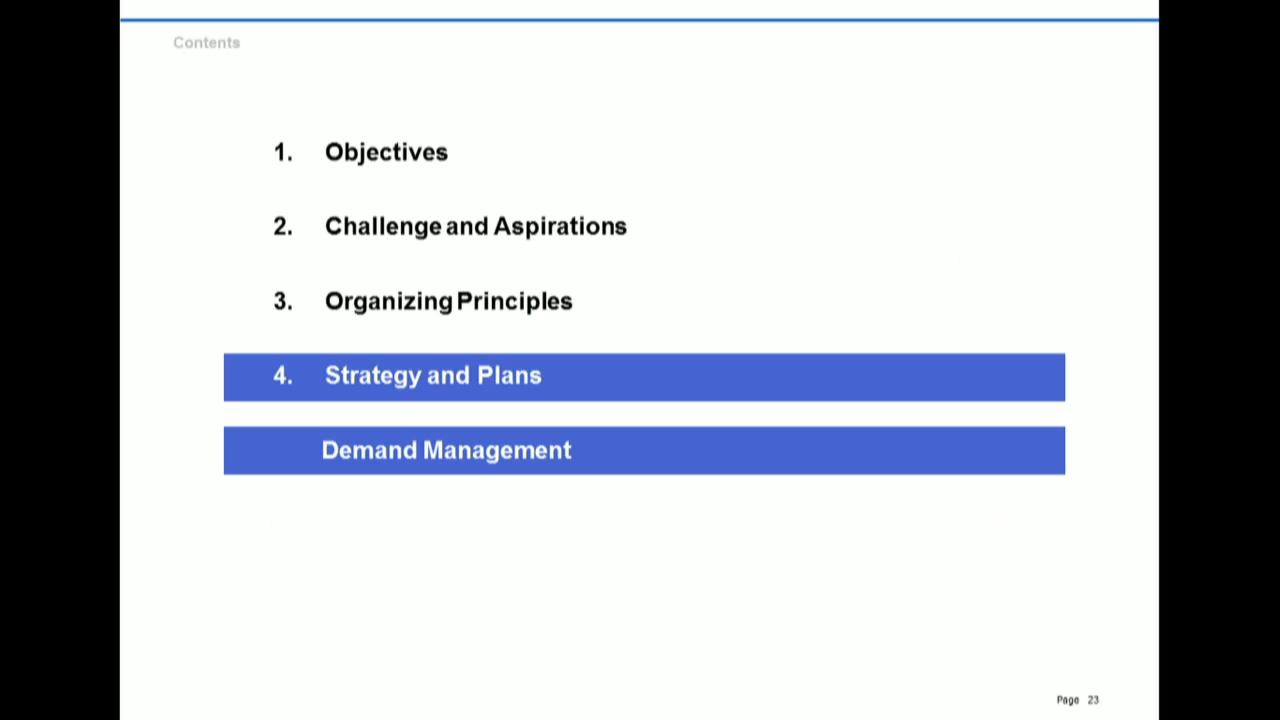 Contents
1. Objectives
2. Challenge and Aspirations
3. Organizing Principles
4. Strategy and Plans
Demand Management
Page 23